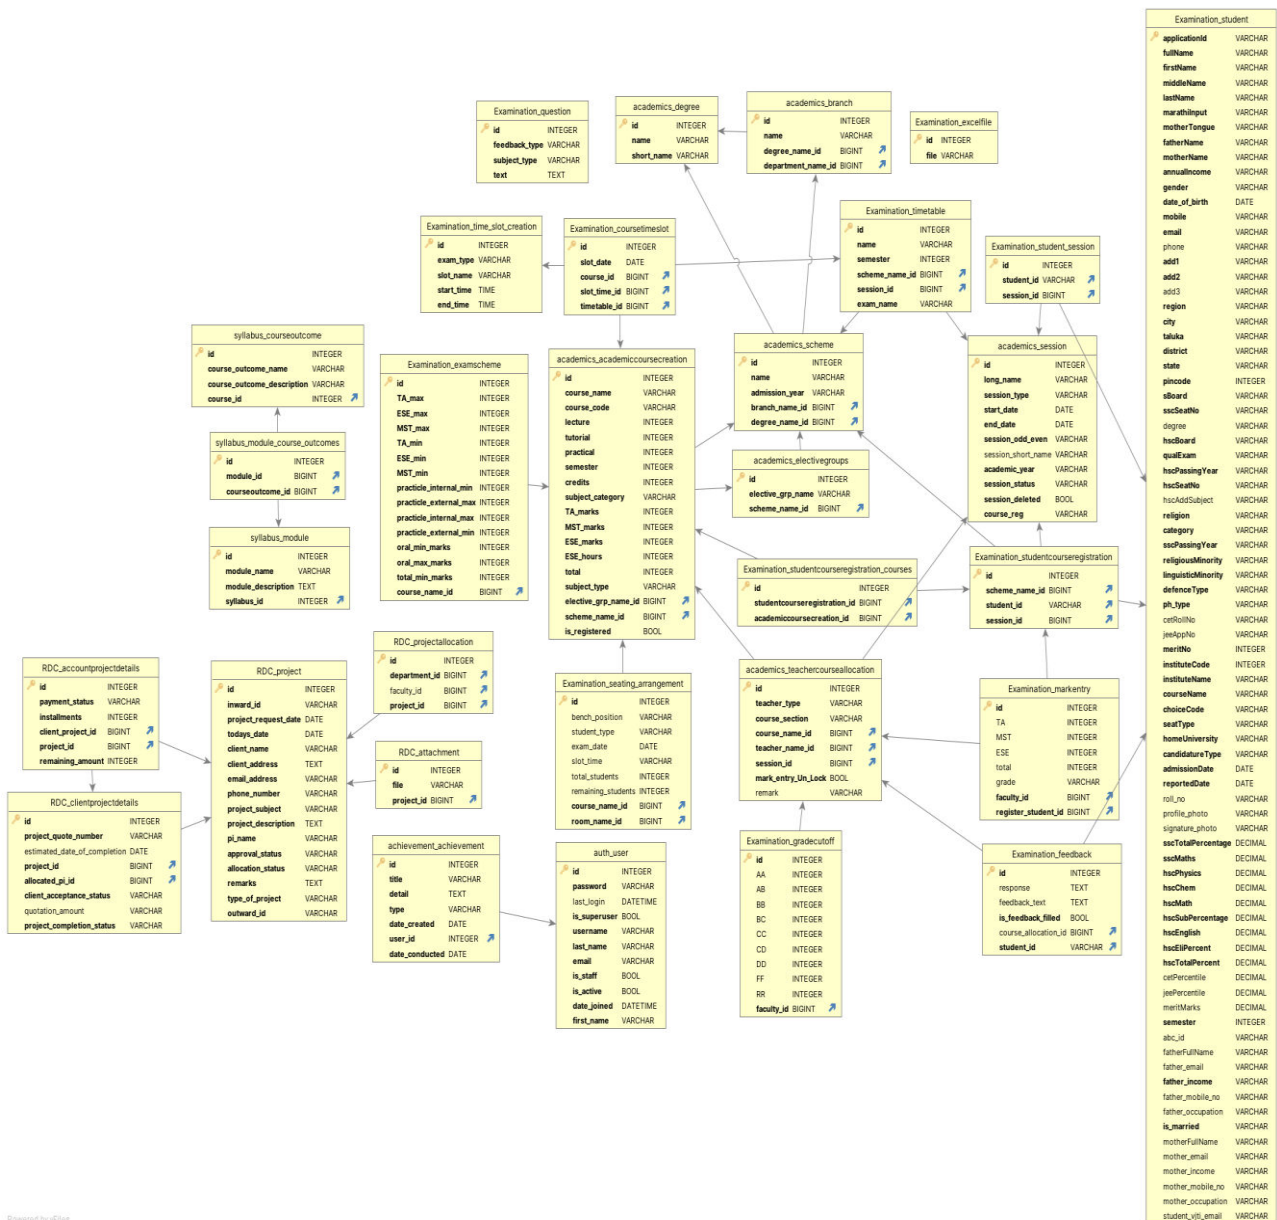 Examination_student
applicationId VARCHAR
fullName VARCHAR
firstName VARCHAR
middleName VARCHAR
lastName VARCHAR
marathiInput VARCHAR
motherTongue VARCHAR
fatherName VARCHAR
motherName VARCHAR
annualIncome VARCHAR
gender VARCHAR
date_of_birth DATE
mobile VARCHAR
email VARCHAR
phone VARCHAR
add1 VARCHAR
add2 VARCHAR
add3 VARCHAR
region VARCHAR
city VARCHAR
taluka VARCHAR
district VARCHAR
state VARCHAR
pincode INTEGER
sBoard VARCHAR
sscSeatNo VARCHAR
degree VARCHAR
hscBoard VARCHAR
qualExam VARCHAR
hscPassingYear VARCHAR
hscSeatNo VARCHAR
hscAddSubject VARCHAR
religion VARCHAR
category VARCHAR
sscPassingYear VARCHAR
religiousMinority VARCHAR
linguisticMinority VARCHAR
defenceType VARCHAR
ph_type VARCHAR
cetRollNo VARCHAR
jeeAppNo VARCHAR
meritNo INTEGER
instituteCode INTEGER
instituteName VARCHAR
courseName VARCHAR
choiceCode VARCHAR
seatType VARCHAR
homeUniversity VARCHAR
candidatureType VARCHAR
admissionDate DATE
reportedDate DATE
roll_no VARCHAR
profile_photo VARCHAR
signature_photo VARCHAR
sscTotalPercentage DECIMAL
sscMaths DECIMAL
hscPhysics DECIMAL
hscChem DECIMAL
hscMath DECIMAL
hscSubPercentage DECIMAL
hscEnglish DECIMAL
hscEliPercent DECIMAL
hscTotalPercent DECIMAL
cetPercentile DECIMAL
jeePercentile DECIMAL
meritMarks DECIMAL
semester INTEGER
abc_id VARCHAR
fatherFullName VARCHAR
father_email VARCHAR
father_income VARCHAR
father_mobile_no VARCHAR
father_occupation VARCHAR
is_married VARCHAR
motherFullName VARCHAR
mother_email VARCHAR
mother_income VARCHAR
mother_mobile_no VARCHAR
mother_occupation VARCHAR
student_vjti_email VARCHAR
Examination_question
id INTEGER
feedback_type VARCHAR
subject_type VARCHAR
text TEXT
academics_degree
id INTEGER
name VARCHAR
short_name VARCHAR
academics_branch
id INTEGER
name VARCHAR
degree_name_id BIGINT
department_name_id BIGINT
Examination_excelfile
id INTEGER
file VARCHAR
Examination_time_slot_creation
id INTEGER
exam_type VARCHAR
slot_name VARCHAR
start_time TIME
end_time TIME
Examination_coursetimeslot
id INTEGER
slot_date DATE
course_id BIGINT
slot_time_id BIGINT
timetable_id BIGINT
Examination_timetable
id INTEGER
name VARCHAR
semester INTEGER
scheme_name_id BIGINT
session_id BIGINT
exam_name VARCHAR
Examination_student_session
id INTEGER
student_id VARCHAR
session_id BIGINT
syllabus_courseoutcome
id INTEGER
course_outcome_name VARCHAR
course_outcome_description VARCHAR
course_id INTEGER
syllabus_module_course_outcomes
id INTEGER
module_id BIGINT
courseoutcome_id BIGINT
syllabus_module
id INTEGER
module_name VARCHAR
module_description TEXT
syllabus_id INTEGER
Examination_examscheme
id INTEGER
TA_max INTEGER
ESE_max INTEGER
MST_max INTEGER
TA_min INTEGER
ESE_min INTEGER
MST_min INTEGER
practicle_internal_min INTEGER
practicle_external_max INTEGER
practicle_internal_max INTEGER
practicle_external_min INTEGER
oral_min_marks INTEGER
oral_max_marks INTEGER
total_min_marks INTEGER
course_name_id BIGINT
academics_academiccoursecreation
id INTEGER
course_name VARCHAR
course_code VARCHAR
lecture INTEGER
tutorial INTEGER
practical INTEGER
semester INTEGER
credits INTEGER
subject_category VARCHAR
TA_marks INTEGER
MST_marks INTEGER
ESE_marks INTEGER
ESE_hours INTEGER
total INTEGER
subject_type VARCHAR
elective_grp_name_id BIGINT
scheme_name_id BIGINT
is_registered BOOL
academics_scheme
id INTEGER
name VARCHAR
admission_year VARCHAR
branch_name_id BIGINT
degree_name_id BIGINT
academics_session
id INTEGER
long_name VARCHAR
session_type VARCHAR
start_date DATE
end_date DATE
session_odd_even VARCHAR
session_short_name VARCHAR
academic_year VARCHAR
session_status VARCHAR
session_deleted BOOL
course_reg VARCHAR
academics_electivegroups
id INTEGER
elective_grp_name VARCHAR
scheme_name_id BIGINT
Examination_studentcourseregistration_courses
id INTEGER
studentcourseregistration_id BIGINT
academiccoursecreation_id BIGINT
Examination_studentcourseregistration
id INTEGER
scheme_name_id BIGINT
student_id VARCHAR
session_id BIGINT
RDC_accountprojectdetails
id INTEGER
payment_status VARCHAR
installments INTEGER
client_project_id BIGINT
project_id BIGINT
remaining_amount INTEGER
RDC_project
id INTEGER
inward_id VARCHAR
project_request_date DATE
todays_date DATE
client_name VARCHAR
client_address TEXT
email_address VARCHAR
phone_number VARCHAR
project_subject VARCHAR
project_description TEXT
pi_name VARCHAR
approval_status VARCHAR
allocation_status VARCHAR
remarks TEXT
type_of_project VARCHAR
outward_id VARCHAR
RDC_projectallocation
id INTEGER
department_id BIGINT
faculty_id BIGINT
project_id BIGINT
RDC_attachment
id INTEGER
file VARCHAR
project_id BIGINT
RDC_clientprojectdetails
id INTEGER
project_quote_number VARCHAR
estimated_date_of_completion DATE
project_id BIGINT
allocated_pi_id BIGINT
client_acceptance_status VARCHAR
quotation_amount VARCHAR
project_completion_status VARCHAR
achievement_achievement
id INTEGER
title VARCHAR
detail TEXT
type VARCHAR
date_created DATE
user_id INTEGER
date_conducted DATE
Examination_seating_arrangement
id INTEGER
bench_position VARCHAR
student_type VARCHAR
exam_date DATE
slot_time VARCHAR
total_students INTEGER
remaining_students INTEGER
course_name_id BIGINT
room_name_id BIGINT
auth_user
id INTEGER
password VARCHAR
last_login DATETIME
is_superuser BOOL
username VARCHAR
last_name VARCHAR
email VARCHAR
is_staff BOOL
is_active BOOL
date_joined DATETIME
first_name VARCHAR
academics_teachercourseallocation
id INTEGER
teacher_type VARCHAR
course_section VARCHAR
course_name_id BIGINT
teacher_name_id BIGINT
session_id BIGINT
mark_entry_Un_Lock BOOL
remark VARCHAR
Examination_gradecutoff
id INTEGER
AA INTEGER
AB INTEGER
BB INTEGER
BC INTEGER
CC INTEGER
CD INTEGER
DD INTEGER
FF INTEGER
RR INTEGER
faculty_id BIGINT
Examination_markentry
id INTEGER
TA INTEGER
MST INTEGER
ESE INTEGER
total INTEGER
grade VARCHAR
faculty_id BIGINT
register_student_id BIGINT
Examination_feedback
id INTEGER
response TEXT
feedback_text TEXT
is_feedback_filled BOOL
course_allocation_id BIGINT
student_id VARCHAR
Powered by yFiles